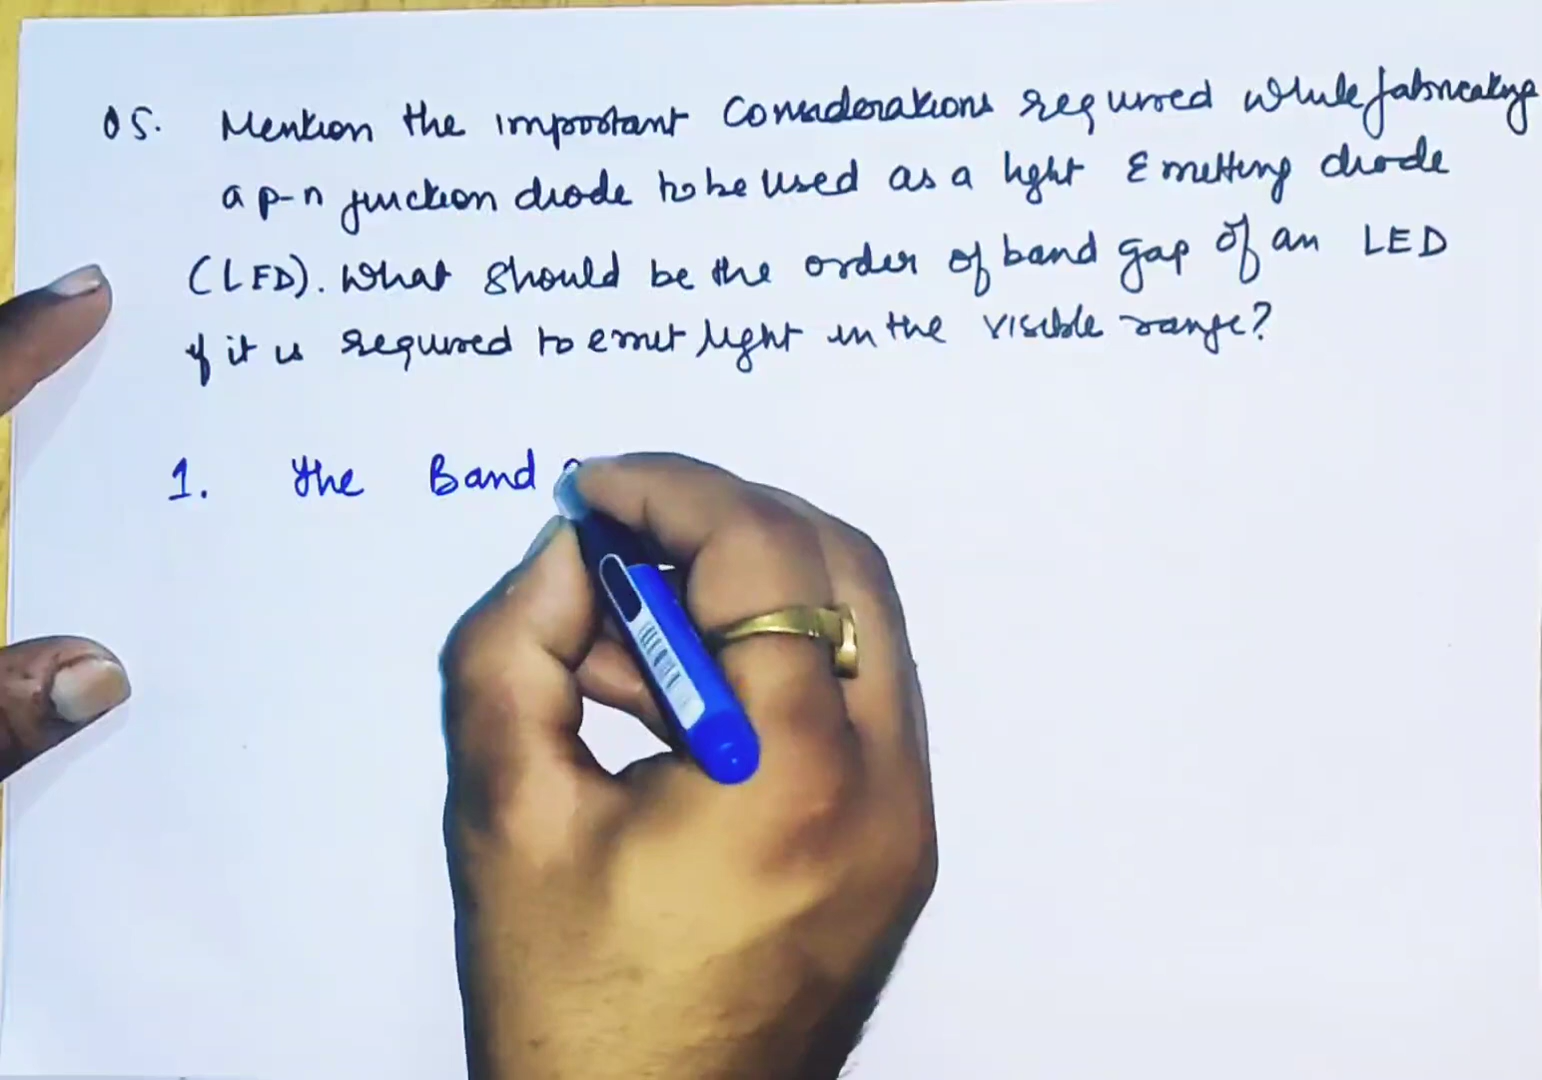 05. Mention the important Considerations required while fabricating
a p-n junction diode to be used as a light Emitting diode
(LED). What should be the order of band gap of an LED
if it is required to emit light in the visible range?
1. The Band